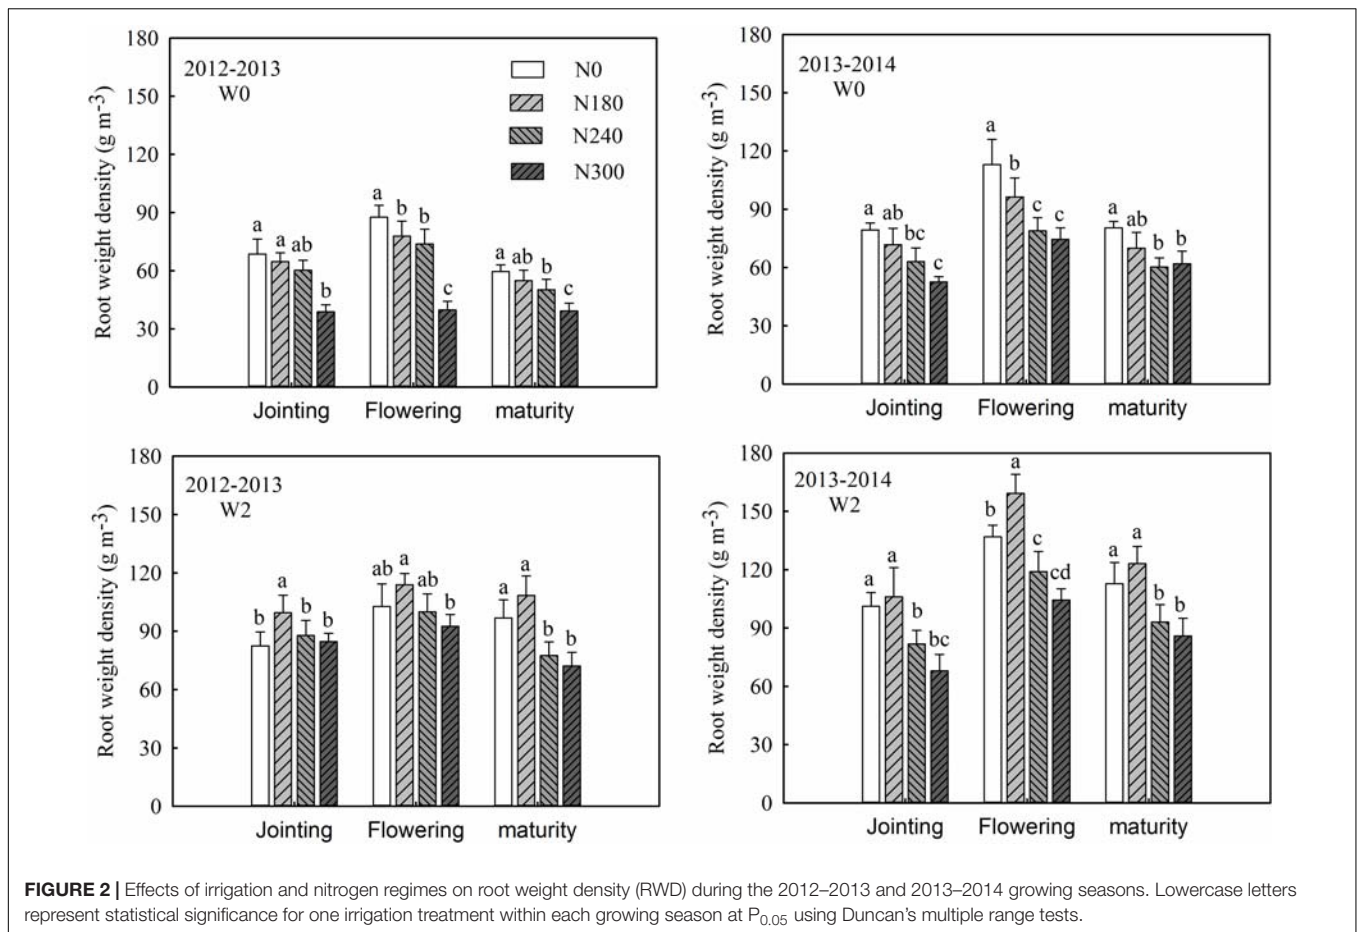 180
150
120
90
60
30
0
Root weight density (g m-3)
2012-2013
W0
N0
N180
N240
N300
a a ab b
a b b c
a ab b c
Jointing Flowering maturity
180
150
120
90
60
30
0
Root weight density (g m-3)
2013-2014
W0
a ab bc c
a b c c
a ab b b
Jointing Flowering maturity
180
150
120
90
60
30
0
Root weight density (g m-3)
2012-2013
W2
b a b b
ab a ab b
a a b b
Jointing Flowering maturity
180
150
120
90
60
30
0
Root weight density (g m-3)
2013-2014
W2
a a b bc
b a c cd
a a b b
Jointing Flowering maturity
FIGURE 2 | Effects of irrigation and nitrogen regimes on root weight density (RWD) during the 2012–2013 and 2013–2014 growing seasons. Lowercase letters
represent statistical significance for one irrigation treatment within each growing season at P0.05 using Duncan's multiple range tests.